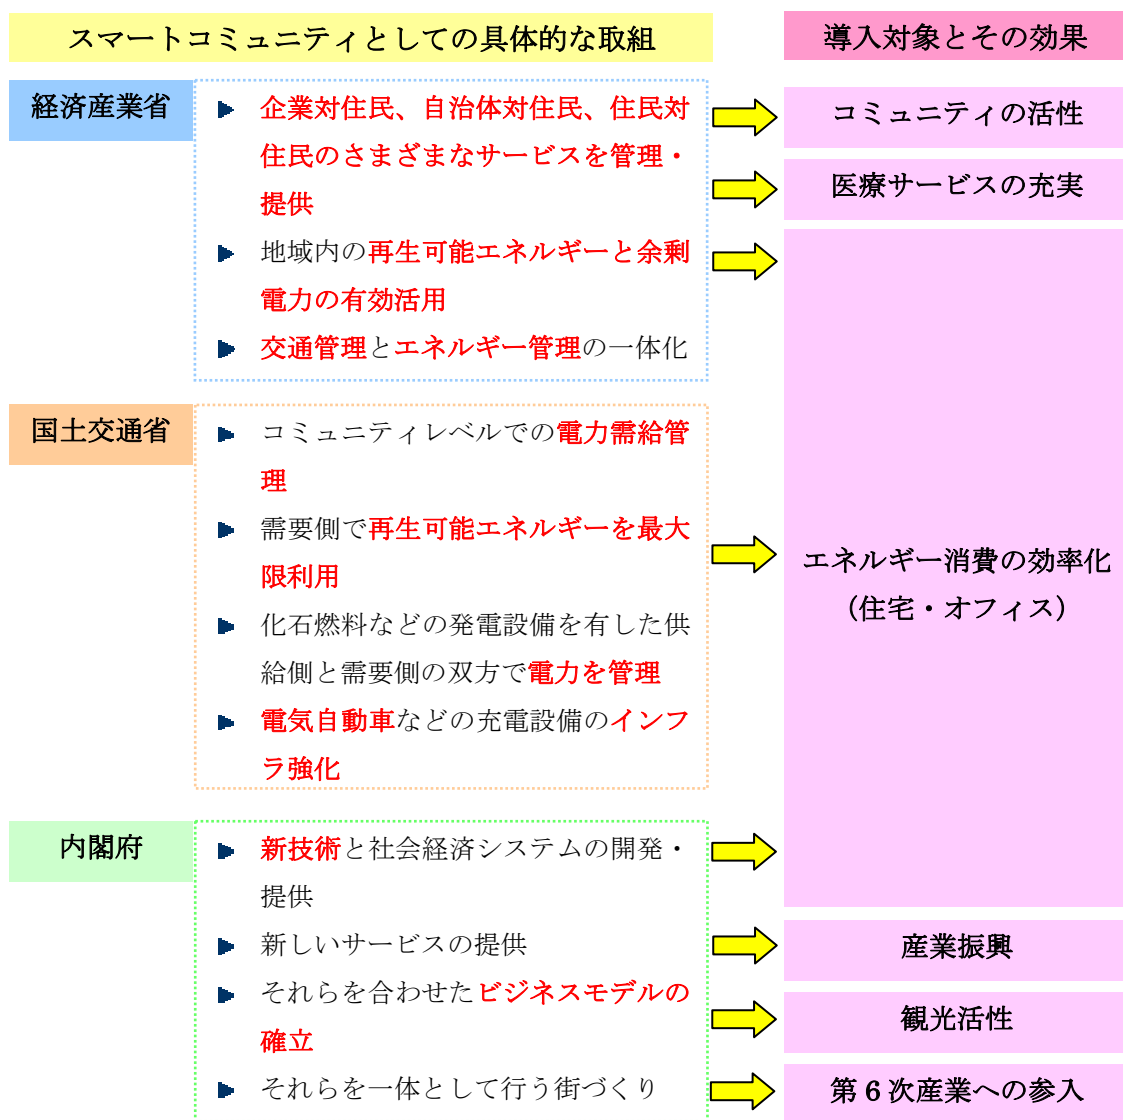 スマートコミュニティとしての具体的な取組
導入対象とその効果
経済産業省
企業対住民、自治体対住民、住民対
住民のさまざまなサービスを管理・
提供
地域内の再生可能エネルギーと余剰
電力の有効活用
交通管理とエネルギー管理の一体化
コミュニティの活性
医療サービスの充実
国土交通省
コミュニティレベルでの電力需給管
理
需要側で再生可能エネルギーを最大
限利用
化石燃料などの発電設備を有した供
給側と需要側の双方で電力を管理
電気自動車などの充電設備のインフ
ラ強化
エネルギー消費の効率化
（住宅・オフィス）
内閣府
新技術と社会経済システムの開発・
提供
新しいサービスの提供
それらを合わせたビジネスモデルの
確立
それらを一体として行う街づくり
産業振興
観光活性
第6次産業への参入